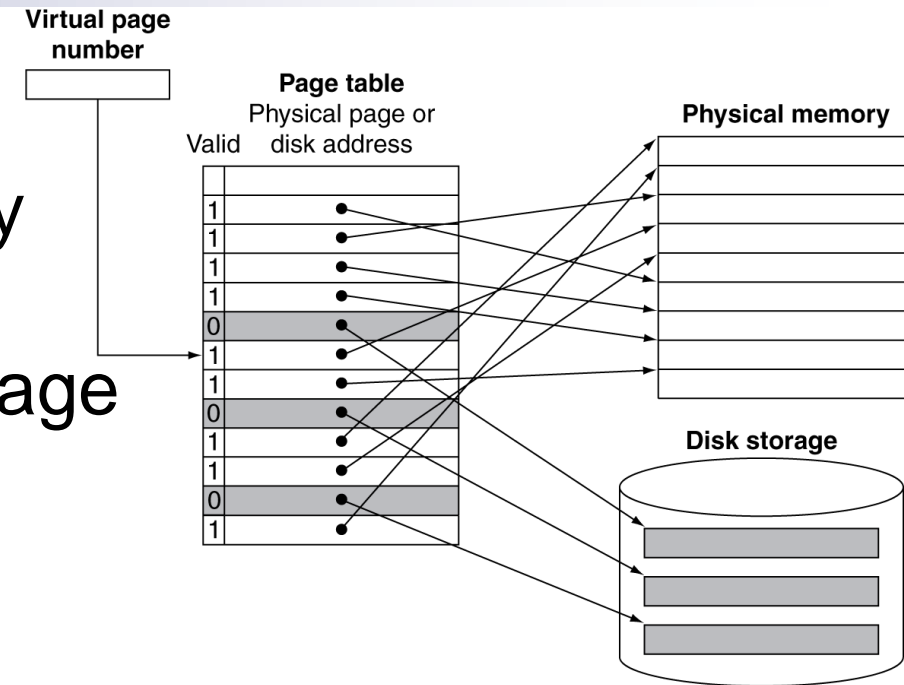 Virtual page
number
Page table
Physical page or
Valid disk address
Physical memory
y
age
1
1
1
1
0
1
1
0
1
1
0
1
Disk storage